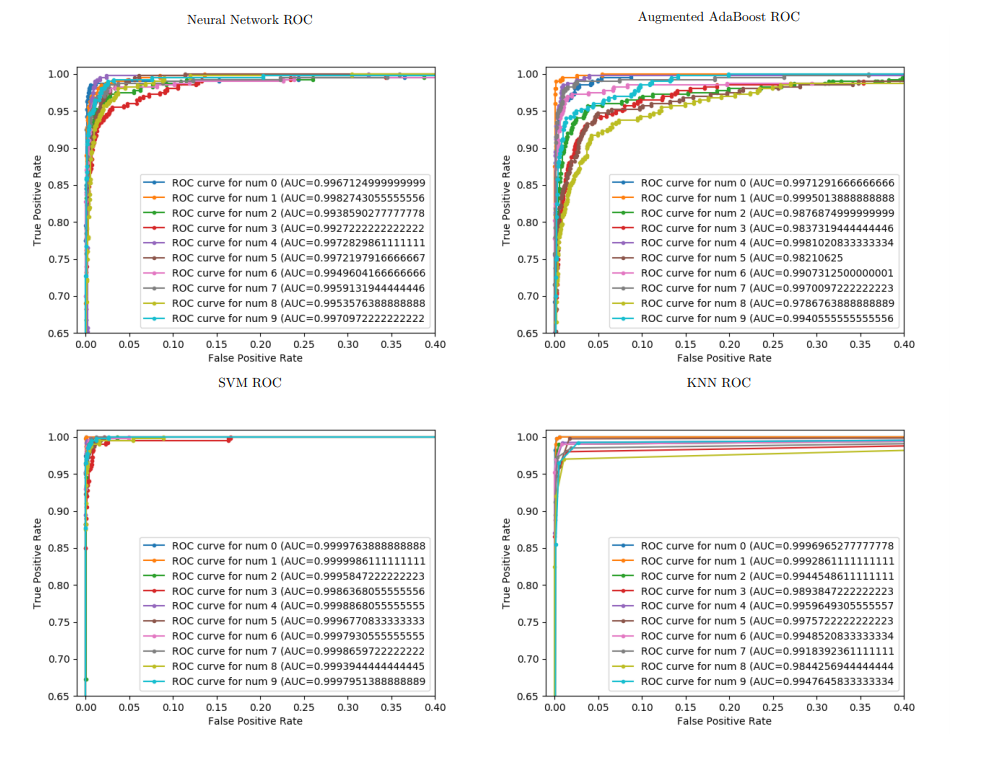 Neural Network ROC
1.00
0.95
0.90
0.85
0.80
0.75
0.70
0.65
True Positive Rate
ROC curve for num 0 (AUC=0.9967124999999999
ROC curve for num 1 (AUC=0.9982743055555556
ROC curve for num 2 (AUC=0.9938590277777778
ROC curve for num 3 (AUC=0.9927222222222222
ROC curve for num 4 (AUC=0.9972829861111111
ROC curve for num 5 (AUC=0.9972197916666667
ROC curve for num 6 (AUC=0.9949604166666666
ROC curve for num 7 (AUC=0.9959131944444446
ROC curve for num 8 (AUC=0.9953576388888888
ROC curve for num 9 (AUC=0.9970972222222222
0.00 0.05 0.10 0.15 0.20 0.25 0.30 0.35 0.40
False Positive Rate
Augmented AdaBoost ROC
1.00
0.95
0.90
0.85
0.80
0.75
0.70
0.65
True Positive Rate
ROC curve for num 0 (AUC=0.9971291666666666
ROC curve for num 1 (AUC=0.9995013888888888
ROC curve for num 2 (AUC=0.9876874999999999
ROC curve for num 3 (AUC=0.9837319444444446
ROC curve for num 4 (AUC=0.9981020833333334
ROC curve for num 5 (AUC=0.98210625
ROC curve for num 6 (AUC=0.9907312500000001
ROC curve for num 7 (AUC=0.9970097222222223
ROC curve for num 8 (AUC=0.9786763888888889
ROC curve for num 9 (AUC=0.9940555555555556
0.00 0.05 0.10 0.15 0.20 0.25 0.30 0.35 0.40
False Positive Rate
SVM ROC
1.00
0.95
0.90
0.85
0.80
0.75
0.70
0.65
True Positive Rate
ROC curve for num 0 (AUC=0.9999763888888888
ROC curve for num 1 (AUC=0.9999986111111111
ROC curve for num 2 (AUC=0.9995847222222223
ROC curve for num 3 (AUC=0.9986368055555556
ROC curve for num 4 (AUC=0.9998868055555555
ROC curve for num 5 (AUC=0.9996770833333333
ROC curve for num 6 (AUC=0.9997930555555555
ROC curve for num 7 (AUC=0.9998659722222222
ROC curve for num 8 (AUC=0.9993944444444445
ROC curve for num 9 (AUC=0.9997951388888889
0.00 0.05 0.10 0.15 0.20 0.25 0.30 0.35 0.40
False Positive Rate
KNN ROC
1.00
0.95
0.90
0.85
0.80
0.75
0.70
0.65
True Positive Rate
ROC curve for num 0 (AUC=0.9996965277777778
ROC curve for num 1 (AUC=0.9992861111111111
ROC curve for num 2 (AUC=0.9944548611111111
ROC curve for num 3 (AUC=0.9893847222222223
ROC curve for num 4 (AUC=0.9959649305555557
ROC curve for num 5 (AUC=0.9975722222222223
ROC curve for num 6 (AUC=0.9948520833333334
ROC curve for num 7 (AUC=0.9918392361111111
ROC curve for num 8 (AUC=0.9844256944444444
ROC curve for num 9 (AUC=0.9947645833333334
0.00 0.05 0.10 0.15 0.20 0.25 0.30 0.35 0.40
False Positive Rate